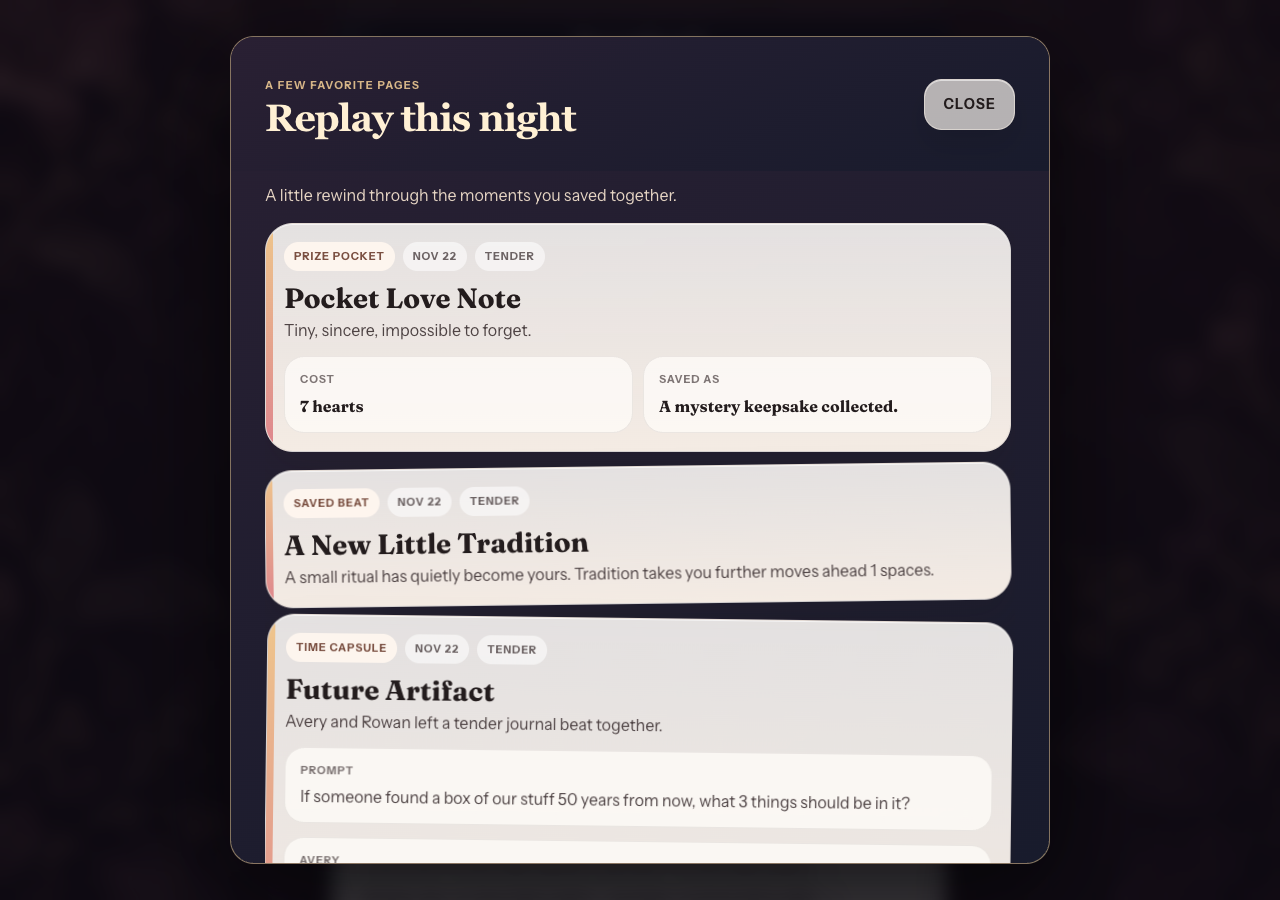 A FEW FAVORITE PAGES
Replay this night
CLOSE
A little rewind through the moments you saved together.
PRIZE POCKET NOV 22 TENDER
Pocket Love Note
Tiny, sincere, impossible to forget.
COST
7 hearts
SAVED AS
A mystery keepsake collected.
SAVED BEAT NOV 22 TENDER
A New Little Tradition
A small ritual has quietly become yours. Tradition takes you further moves ahead 1 spaces.
TIME CAPSULE NOV 22 TENDER
Future Artifact
Avery and Rowan left a tender journal beat together.
PROMPT
If someone found a box of our stuff 50 years from now, what 3 things should be in it?
AVERY